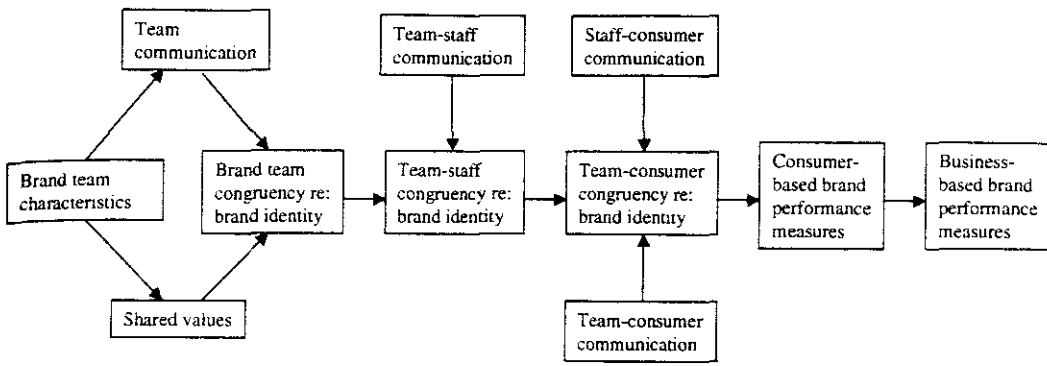 Team
communication
Team-staff
communication
Staff-consumer
communication
Brand team
characteristics
Brand team
congruency re:
brand identity
Team-staff
congruency re:
brand identity
Team-consumer
congruency re:
brand identity
Consumer-
based brand
performance
measures
Business-
based brand
performance
measures
Shared values
Team-consumer
communication